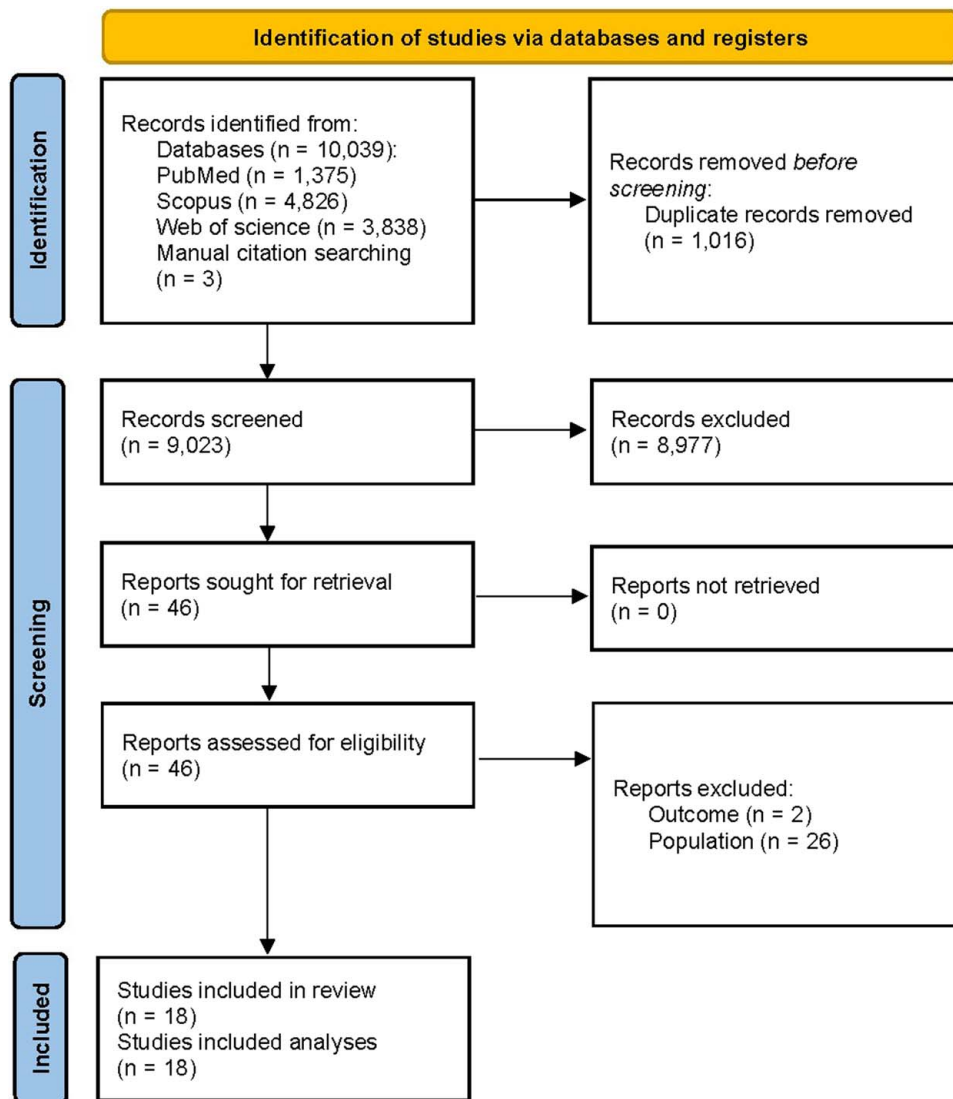 Identification of studies via databases and registers
Identification
Records identified from:
Databases (n = 10,039):
PubMed (n = 1,375)
Scopus (n = 4,826)
Web of science (n = 3,838)
Manual citation searching
(n = 3)
Records removed before
screening:
Duplicate records removed
(n = 1,016)
Screening
Records screened
(n = 9,023)
Records excluded
(n = 8,977)
Reports sought for retrieval
(n = 46)
Reports not retrieved
(n = 0)
Reports assessed for eligibility
(n = 46)
Reports excluded:
Outcome (n = 2)
Population (n = 26)
Included
Studies included in review
(n = 18)
Studies included analyses
(n = 18)